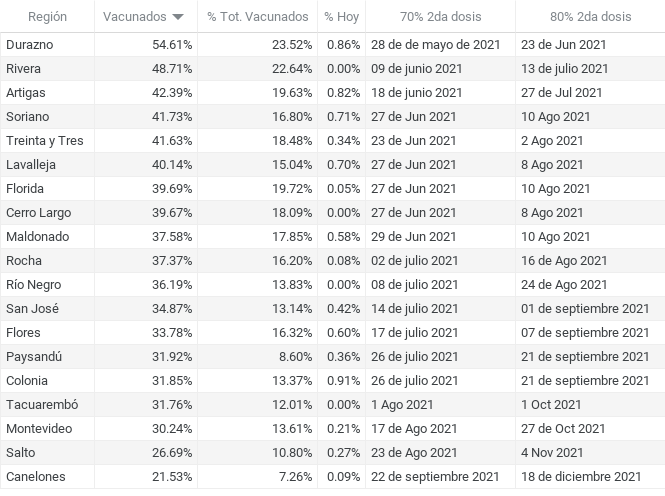 Región Vacunados % Tot. Vacunados % Hoy 70% 2da dosis 80% 2da dosis
Durazno 54.61% 23.52% 0.86% 28 de de mayo de 2021 23 de Jun 2021
Rivera 48.71% 22.64% 0.00% 09 de junio 2021 13 de julio 2021
Artigas 42.39% 19.63% 0.82% 18 de junio 2021 27 de Jul 2021
Soriano 41.73% 16.80% 0.71% 27 de Jun 2021 10 Ago 2021
Treinta y Tres 41.63% 18.48% 0.34% 23 de Jun 2021 2 Ago 2021
Lavalleja 40.14% 15.04% 0.70% 27 de Jun 2021 8 Ago 2021
Florida 39.69% 19.72% 0.05% 27 de Jun 2021 10 Ago 2021
Cerro Largo 39.67% 18.09% 0.00% 27 de Jun 2021 8 Ago 2021
Maldonado 37.58% 17.85% 0.58% 29 de Jun 2021 10 Ago 2021
Rocha 37.37% 16.20% 0.08% 02 de julio 2021 16 de Ago 2021
Río Negro 36.19% 13.83% 0.00% 08 de julio 2021 24 de Ago 2021
San José 34.87% 13.14% 0.42% 14 de julio 2021 01 de septiembre 2021
Flores 33.78% 16.32% 0.60% 17 de julio 2021 07 de septiembre 2021
Paysandú 31.92% 8.60% 0.36% 26 de julio 2021 21 de septiembre 2021
Colonia 31.85% 13.37% 0.91% 26 de julio 2021 21 de septiembre 2021
Tacuarembó 31.76% 12.01% 0.00% 1 Ago 2021 1 Oct 2021
Montevideo 30.24% 13.61% 0.21% 17 de Ago 2021 27 de Oct 2021
Salto 26.69% 10.80% 0.27% 23 de Ago 2021 4 Nov 2021
Canelones 21.53% 7.26% 0.09% 22 de septiembre 2021 18 de diciembre 2021